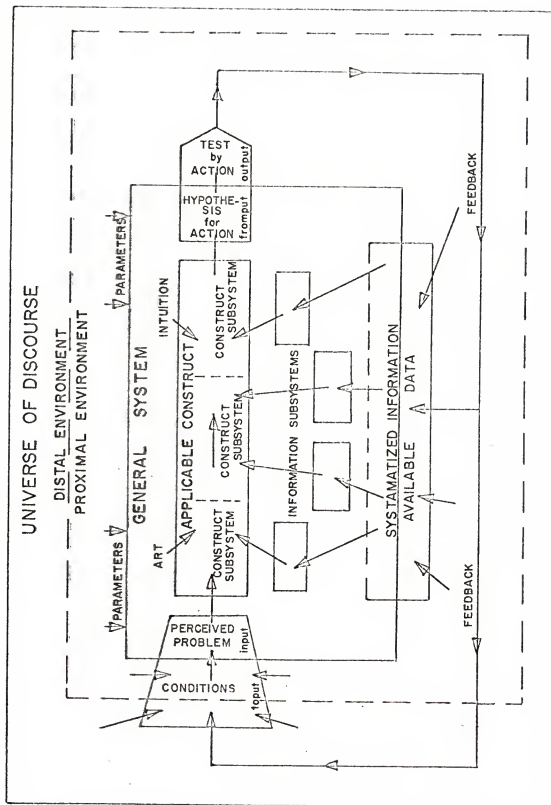 UNIVERSE OF DISCOURSE
DISTAL ENVIRONMENT
PROXIMAL ENVIRONMENT
PARAMETERS
PARAMETERS
GENERAL SYSTEM
ART
INTUITION
APPLICABLE CONSTRUCT
CONSTRUCT
SUBSYSTEM
CONSTRUCT
SUBSYSTEM
CONSTRUCT
SUBSYSTEM
CONDITIONS
toput
PERCEIVED
PROBLEM
input
HYPOTHE-
SIS
for
ACTION
fromput
TEST
by
ACTION
output
INFORMATION SUBSYSTEMS
SYSTAMATIZED INFORMATION
AVAILABLE DATA
FEEDBACK
FEEDBACK